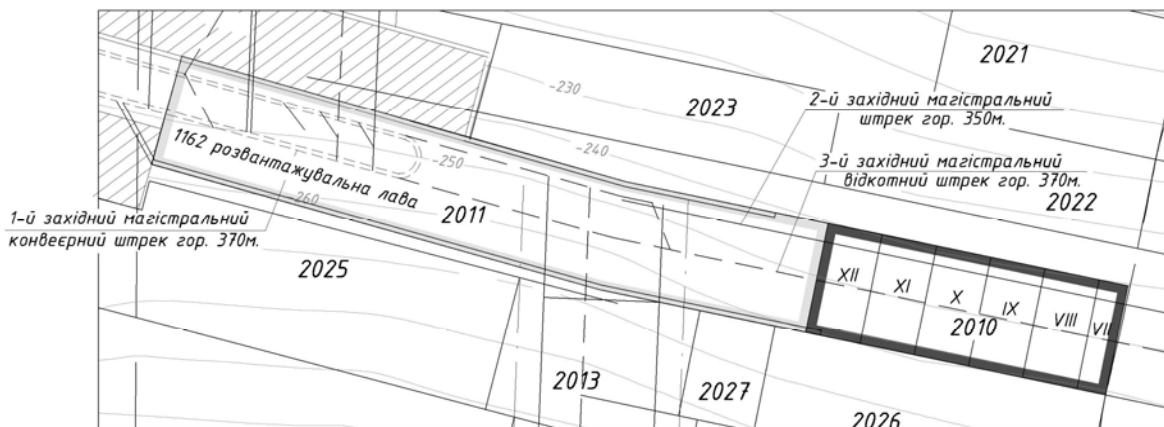 2021
2023
-230
2-й західний магістральний
штрек гор. 350м.
-240
3-й західний магістральний
відкотний штрек гор. 370м.
-250
1162 розвантажувальна лава
-260
2011
2022
1-й західний магістральний
конвеєрний штрек гор. 370м.
2025
XII
XI
X
IX
VIII
VII
2010
2013
2027
2026